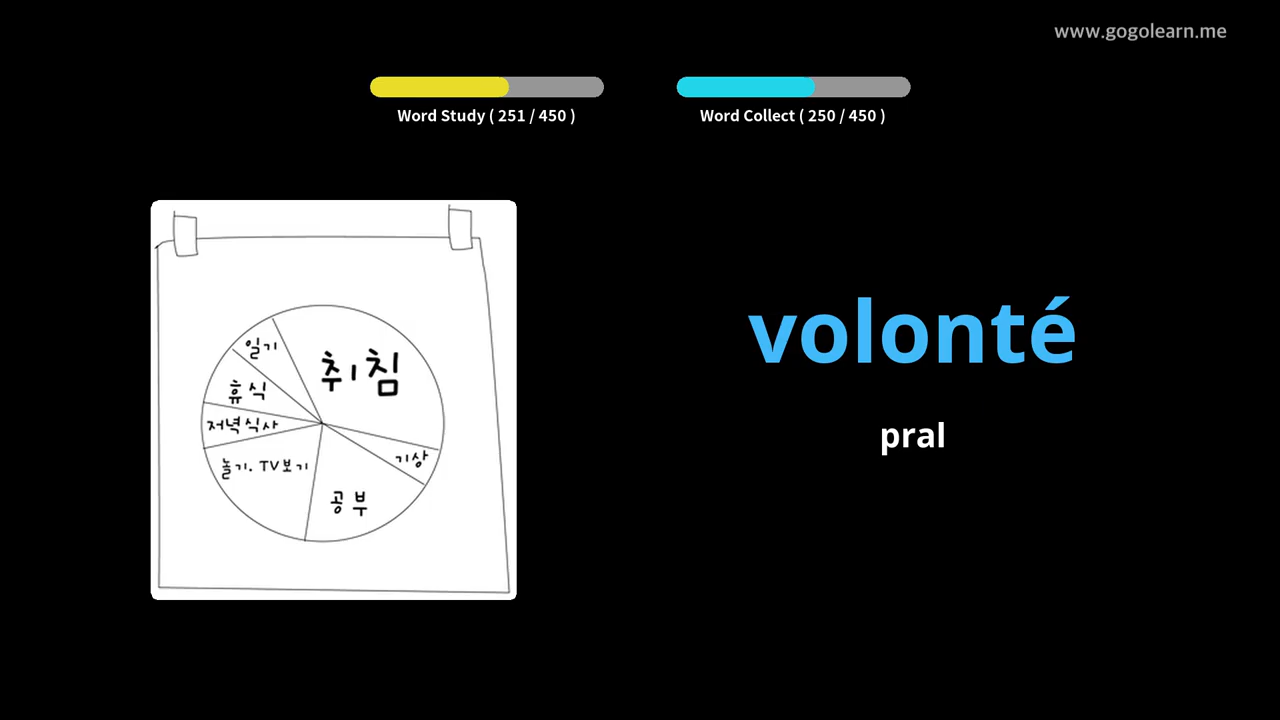 www.gogolearn.me
Word Study ( 251 / 450 )
Word Collect ( 250 / 450 )
일기
취침
휴식
저녁식사
기상
놀기. TV보기
공부
volonté
pral